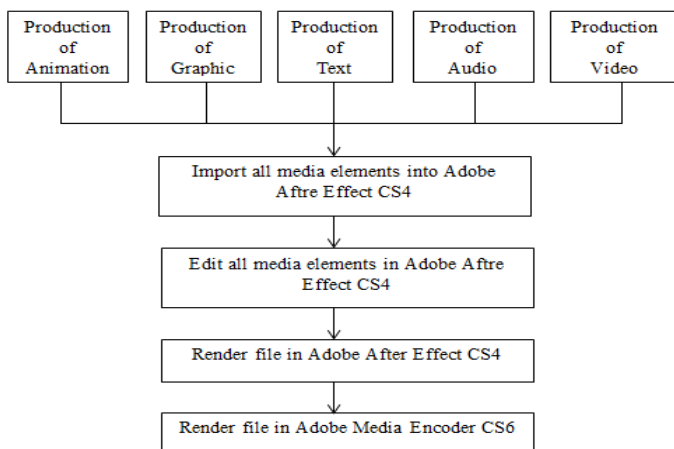 Production
of
Animation
Production
of
Graphic
Production
of
Text
Production
of
Audio
Production
of
Video
Import all media elements into Adobe
Aftre Effect CS4
Edit all media elements in Adobe Aftre
Effect CS4
Render file in Adobe After Effect CS4
Render file in Adobe Media Encoder CS6